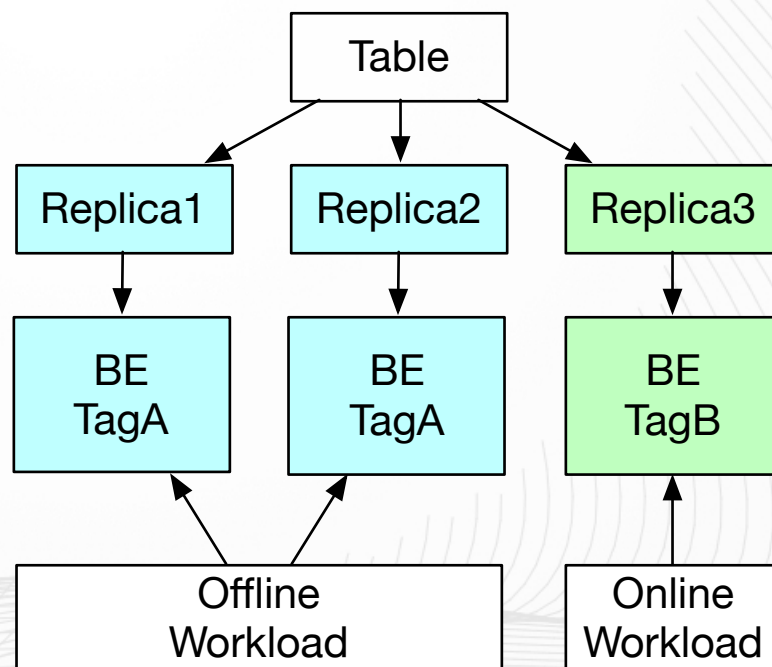 Table
Replica1
Replica2
Replica3
BE
TagA
BE
TagA
BE
TagB
Offline
Workload
Online
Workload